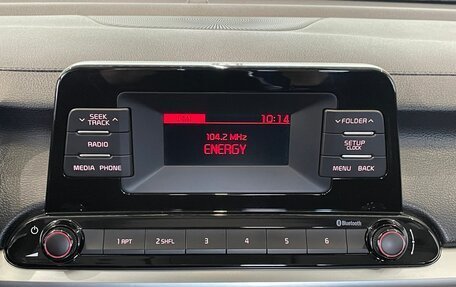 10:14
104.2 MHz
ENERGY
SEEK
TRACK
RADIO
MEDIA PHONE
FOLDER
SETUP
CLOCK
MENU BACK
Bluetooth
1 RPT 2 SHFL 3 4 5 6